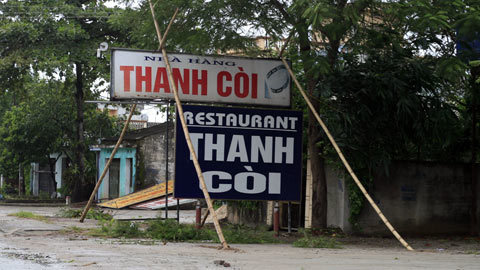 NHÀ HÀNG
THANH CÒI
RESTAURANT
THANH
CÒI